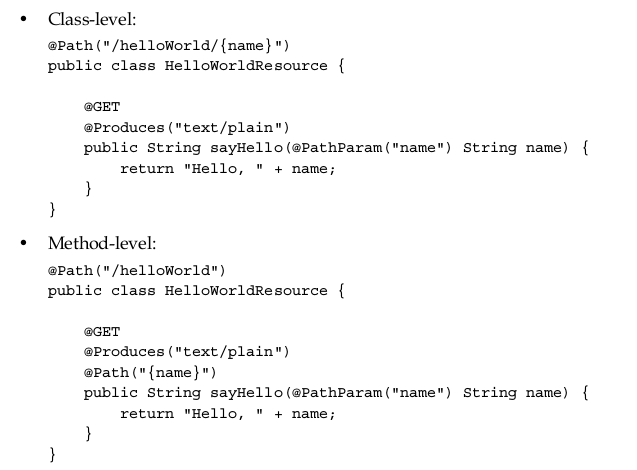 • Class-level:
@Path("/helloWorld/{name}")
public class HelloWorldResource {
@GET
@Produces("text/plain")
public String sayHello(@PathParam("name") String name) {
return "Hello, " + name;
}
}
• Method-level:
@Path("/helloWorld")
public class HelloWorldResource {
@GET
@Produces("text/plain")
@Path("{name}")
public String sayHello(@PathParam("name") String name) {
return "Hello, " + name;
}
}